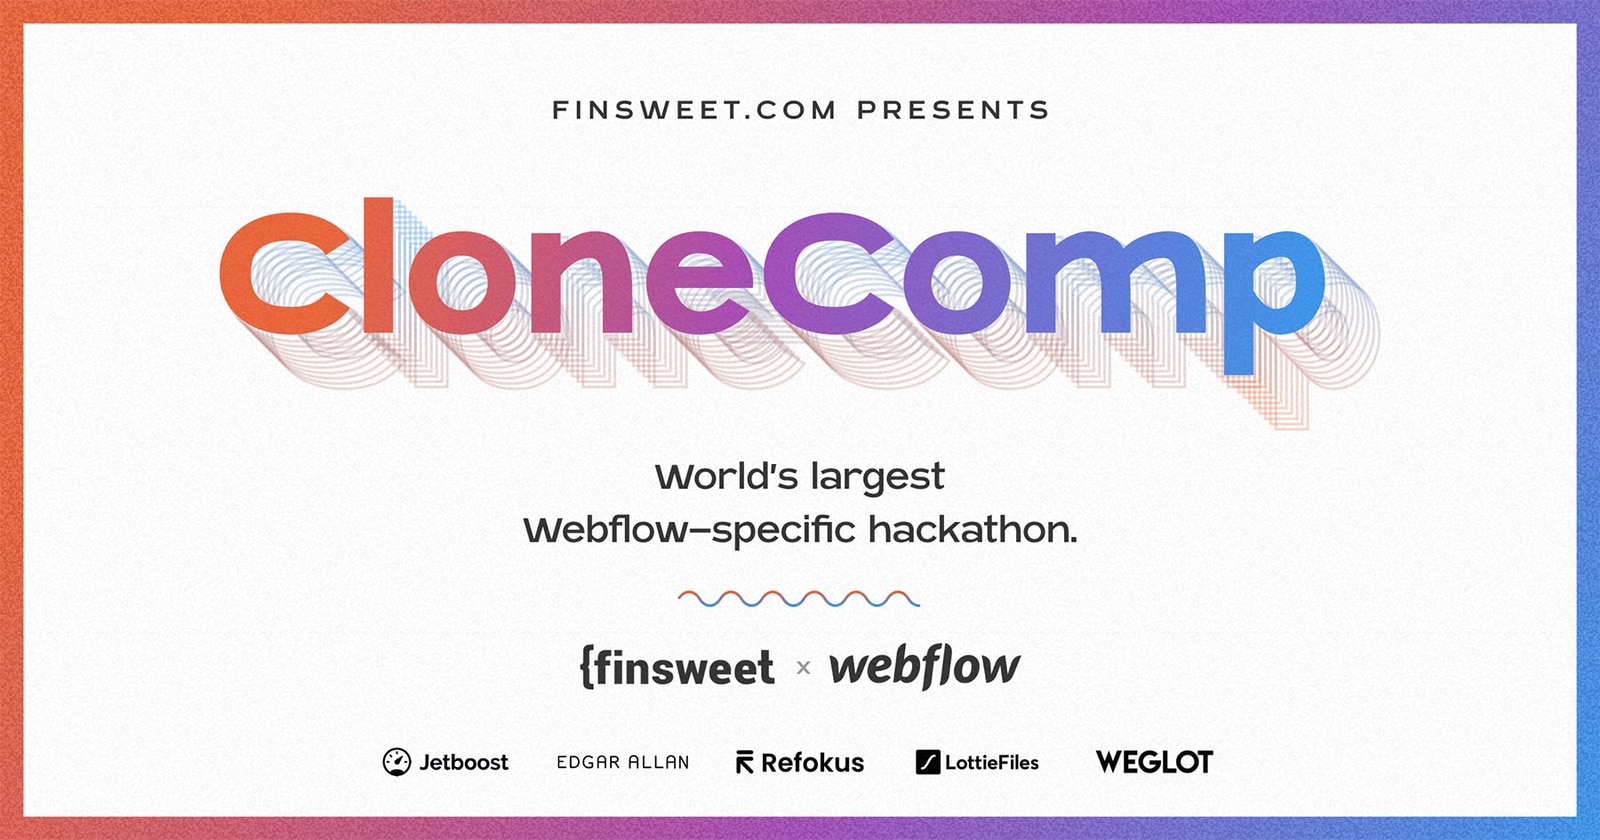 FINSWEET.COM PRESENTS
CloneComp
World's largest
Webflow–specific hackathon.
{finsweet x webflow
Jetboost EDGAR ALLAN Refokus LottieFiles WEGLOT